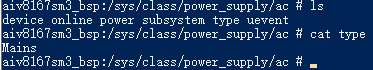 aiv8167sm3_bsp:/sys/class/power_supply/ac # ls
device online power subsystem type uevent
aiv8167sm3_bsp:/sys/class/power_supply/ac # cat type
Mains
aiv8167sm3_bsp:/sys/class/power_supply/ac #